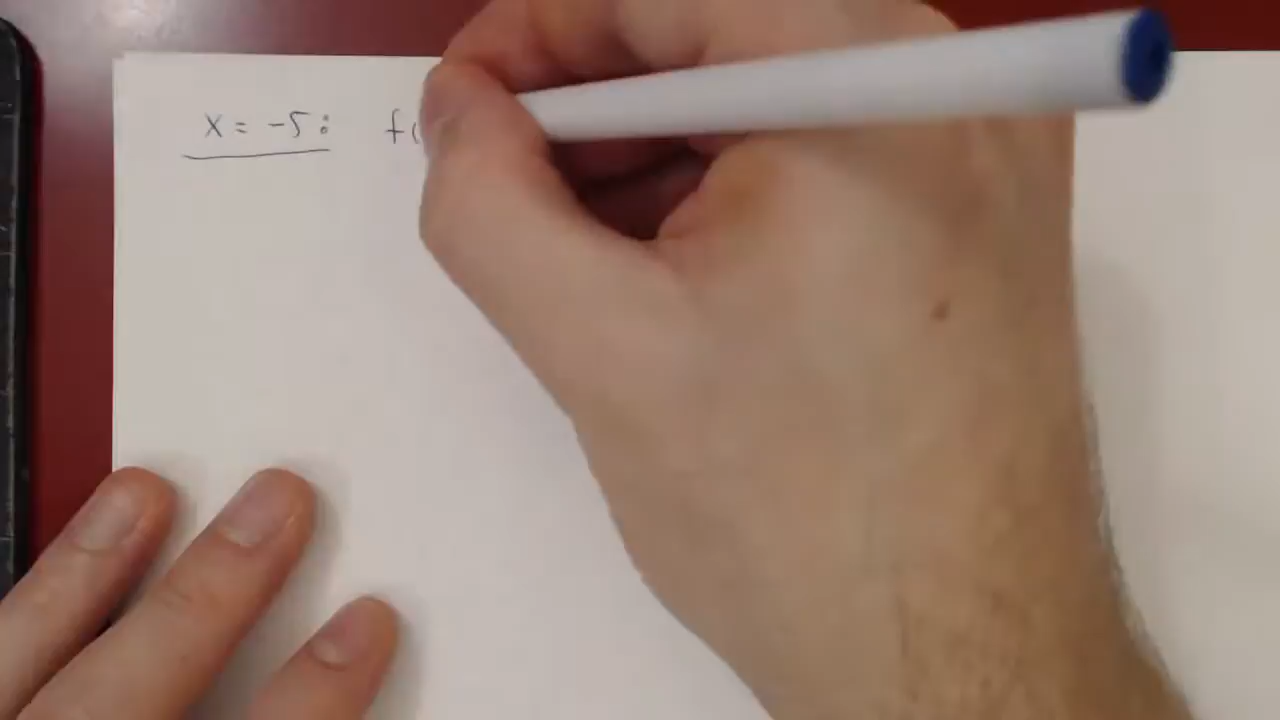 x = -5: f(